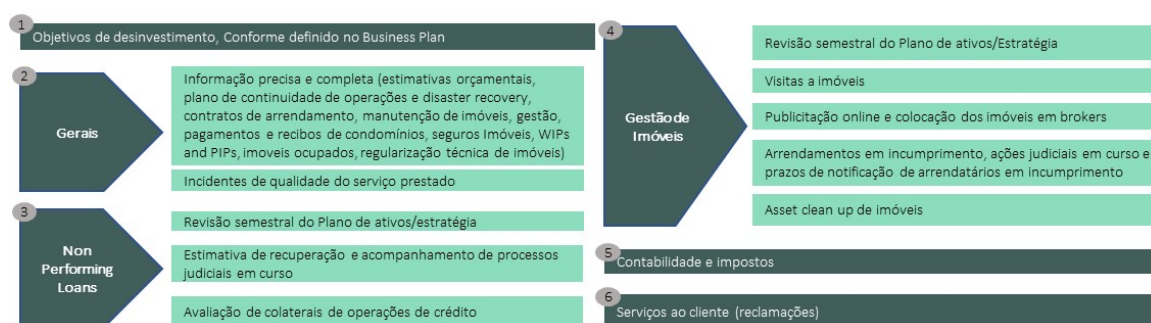 1
Objetivos de desinvestimento, Conforme definido no Business Plan
2
Gerais
Informação precisa e completa (estimativas orçamentais,
plano de continuidade de operações e disaster recovery,
contratos de arrendamento, manutenção de imóveis, gestão,
pagamentos e recibos de condomínios, seguros Imóveis, WIPs
and PIPs, imoveis ocupados, regularização técnica de imóveis)
Incidentes de qualidade do serviço prestado
3
Non
Performing
Loans
Revisão semestral do Plano de ativos/estratégia
Estimativa de recuperação e acompanhamento de processos
judiciais em curso
Avaliação de colaterais de operações de crédito
4
Gestão de
Imóveis
Revisão semestral do Plano de ativos/Estratégia
Visitas a imóveis
Publicitação online e colocação dos imóveis em brokers
Arrendamentos em incumprimento, ações judiciais em curso e
prazos de notificação de arrendatários em incumprimento
Asset clean up de imóveis
5
Contabilidade e impostos
6
Serviços ao cliente (reclamações)